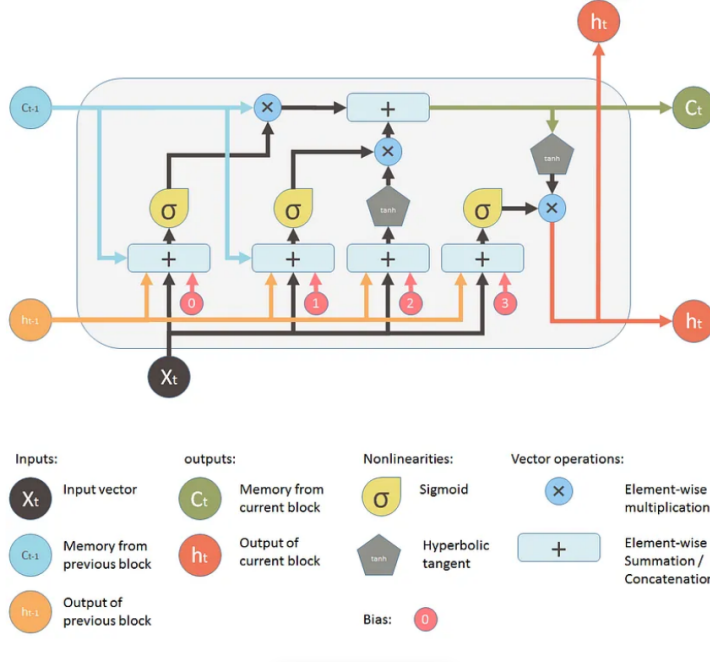 hₜ
Cₜ₋₁
×
+
Cₜ
×
tanh
σ
σ
tanh
σ
×
+
+
+
+
hₜ₋₁
0
1
2
3
hₜ
Xₜ
Inputs:
outputs:
Nonlinearities:
Vector operations:
Xₜ
Input vector
Cₜ
Memory from
current block
σ
Sigmoid
×
Element-wise
multiplication
Cₜ₋₁
Memory from
previous block
hₜ
Output of
current block
tanh
Hyperbolic
tangent
+
Element-wise
Summation /
Concatenation
hₜ₋₁
Output of
previous block
Bias:
0